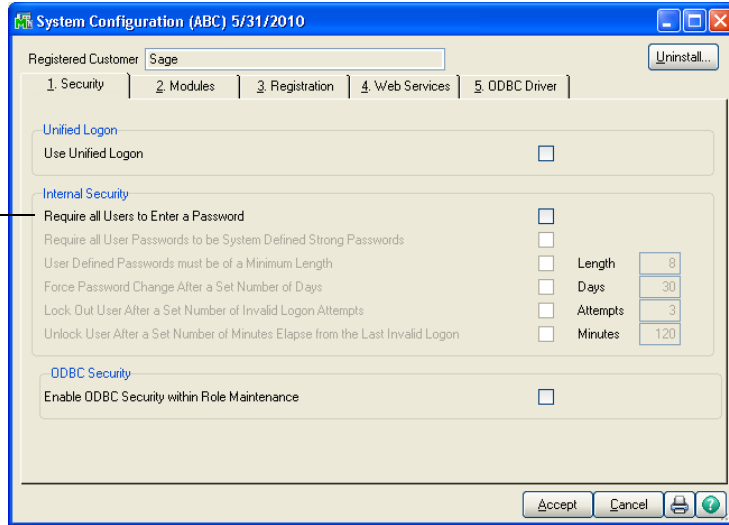 System Configuration (ABC) 5/31/2010
Registered Customer Sage Uninstall...
1. Security 2. Modules 3. Registration 4. Web Services 5. ODBC Driver
Unified Logon
Use Unified Logon
Internal Security
Require all Users to Enter a Password
Require all User Passwords to be System Defined Strong Passwords
User Defined Passwords must be of a Minimum Length Length 8
Force Password Change After a Set Number of Days Days 30
Lock Out User After a Set Number of Invalid Logon Attempts Attempts 3
Unlock User After a Set Number of Minutes Elapse from the Last Invalid Logon Minutes 120
ODBC Security
Enable ODBC Security within Role Maintenance
Accept Cancel